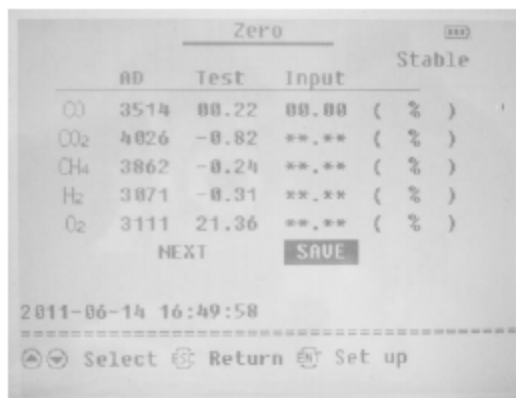 Zero
Stable
AD Test Input
CO 3514 00.22 00.00 ( % )
CO₂ 4026 -0.82 **.** ( % )
CH₄ 3862 -0.24 **.** ( % )
H₂ 3071 -0.31 **.** ( % )
O₂ 3111 21.36 **.** ( % )
NEXT SAVE
2011-06-14 16:49:58
Select ESC Return ENT Set up